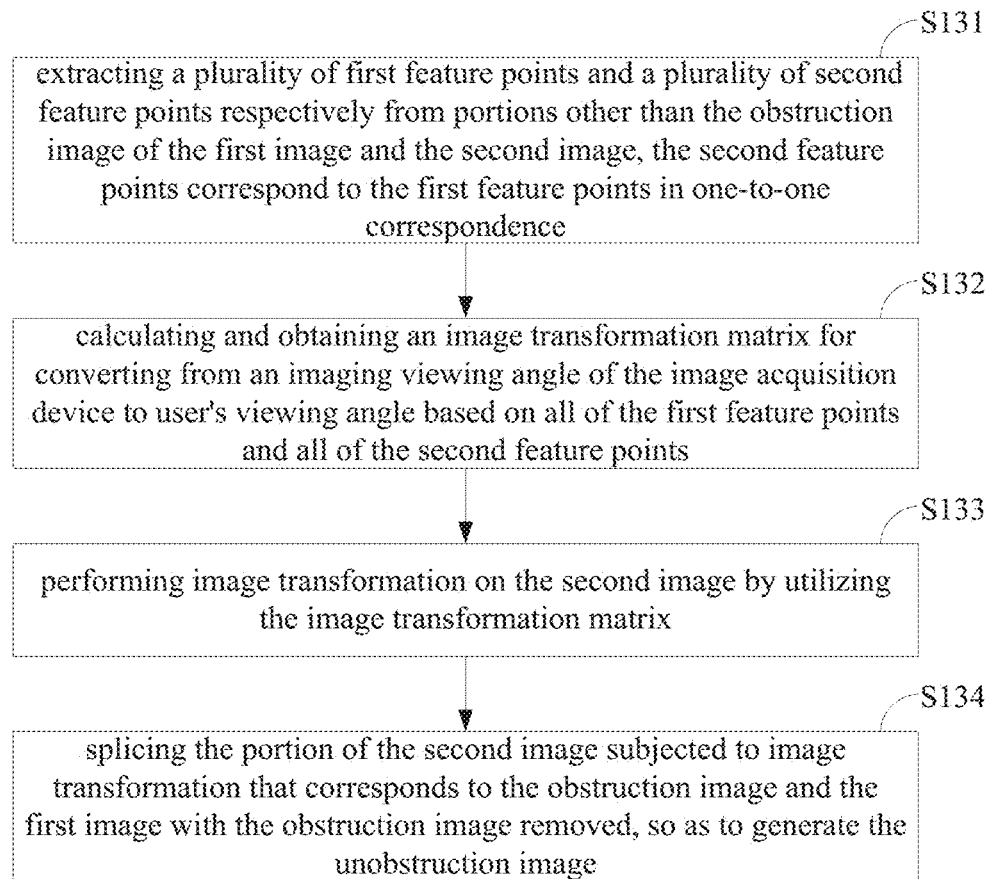 S131
extracting a plurality of first feature points and a plurality of second
feature points respectively from portions other than the obstruction
image of the first image and the second image, the second feature
points correspond to the first feature points in one-to-one
correspondence
S132
calculating and obtaining an image transformation matrix for
converting from an imaging viewing angle of the image acquisition
device to user's viewing angle based on all of the first feature points
and all of the second feature points
S133
performing image transformation on the second image by utilizing
the image transformation matrix
S134
splicing the portion of the second image subjected to image
transformation that corresponds to the obstruction image and the
first image with the obstruction image removed, so as to generate the
unobstruction image